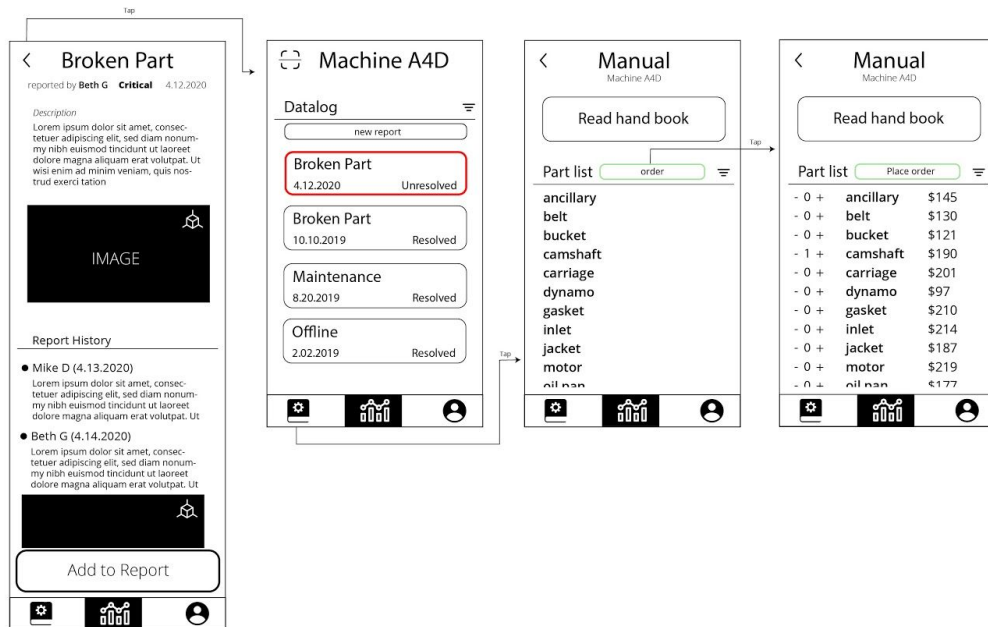 Tap
Broken Part
reported by Beth G Critical 4.12.2020
Description
Lorem ipsum dolor sit amet, consec-
tetuer adipiscing elit, sed diam nonum-
my nibh euismod tincidunt ut laoreet
dolore magna aliquam erat volutpat. Ut
wisi enim ad minim veniam, quis nos-
trud exerci tation
IMAGE
Report History
Mike D (4.13.2020)
Lorem ipsum dolor sit amet, consec-
tetuer adipiscing elit, sed diam nonum-
my nibh euismod tincidunt ut laoreet
dolore magna aliquam erat volutpat. Ut
Beth G (4.14.2020)
Lorem ipsum dolor sit amet, consec-
tetuer adipiscing elit, sed diam nonum-
my nibh euismod tincidunt ut laoreet
dolore magna aliquam erat volutpat. Ut
Add to Report
Machine A4D
Datalog
new report
Broken Part
4.12.2020 Unresolved
Broken Part
10.10.2019 Resolved
Maintenance
8.20.2019 Resolved
Offline
2.02.2019 Resolved
Tap
Manual
Machine A4D
Read hand book
Part list order
ancillary
belt
bucket
camshaft
carriage
dynamo
gasket
inlet
jacket
motor
oil pan
Tap
Manual
Machine A4D
Read hand book
Part list Place order
- 0 + ancillary $145
- 0 + belt $130
- 0 + bucket $121
- 1 + camshaft $190
- 0 + carriage $201
- 0 + dynamo $97
- 0 + gasket $210
- 0 + inlet $214
- 0 + jacket $187
- 0 + motor $219
- 0 + oil pan $177